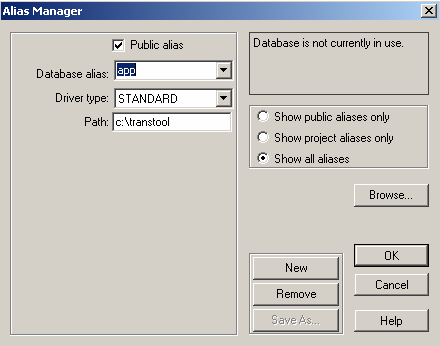 Alias Manager
Public alias
Database alias: app
Driver type: STANDARD
Path: c:\transtool
Database is not currently in use.
Show public aliases only
Show project aliases only
Show all aliases
Browse...
New
Remove
Save As...
OK
Cancel
Help